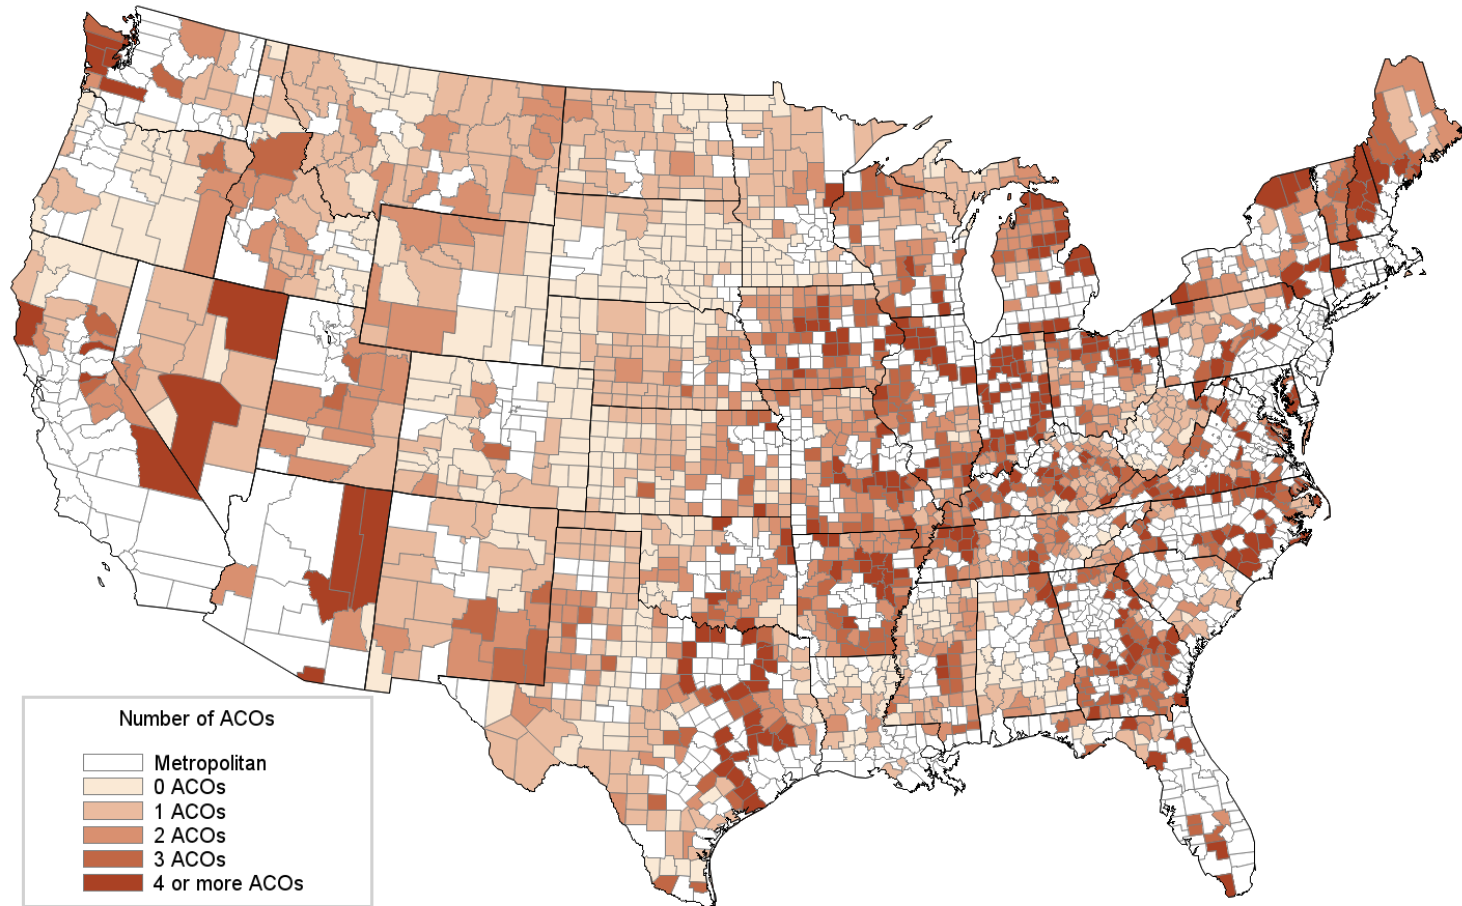 Number of ACOs
Metropolitan
0 ACOs
1 ACOs
2 ACOs
3 ACOs
4 or more ACOs